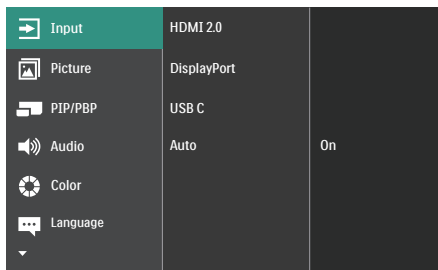 Input
HDMI 2.0
Picture
DisplayPort
PIP/PBP
USB C
Audio
Auto
On
Color
Language